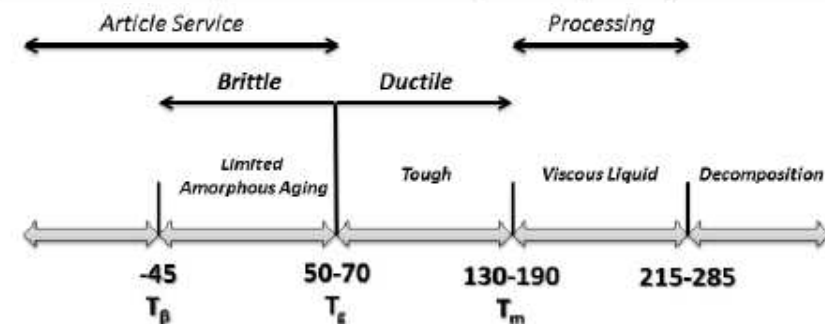 Article Service Processing
Brittle Ductile
Limited
Amorphous Aging Tough Viscous Liquid Decomposition
-45 50-70 130-190 215-285
Tβ Tg Tm